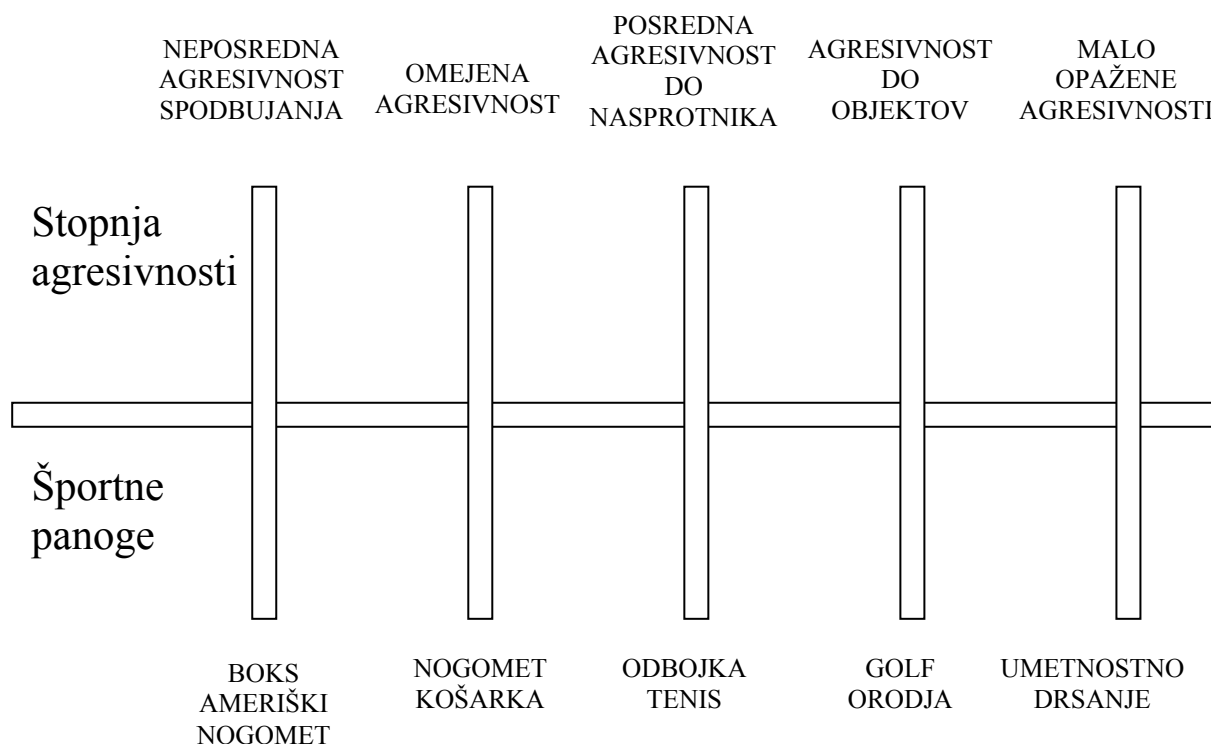 NEPOSREDNA
AGRESIVNOST
SPODBUJANJA
OMEJENA
AGRESIVNOST
POSREDNA
AGRESIVNOST
DO
NASPROTNIKA
AGRESIVNOST
DO
OBJEKTOV
MALO
OPAŽENE
AGRESIVNOSTI
Stopnja
agresivnosti
Športne
panoge
BOKS
AMERIŠKI
NOGOMET
NOGOMET
KOŠARKA
ODBOJKA
TENIS
GOLF
ORODJA
UMETNOSTNO
DRSANJE